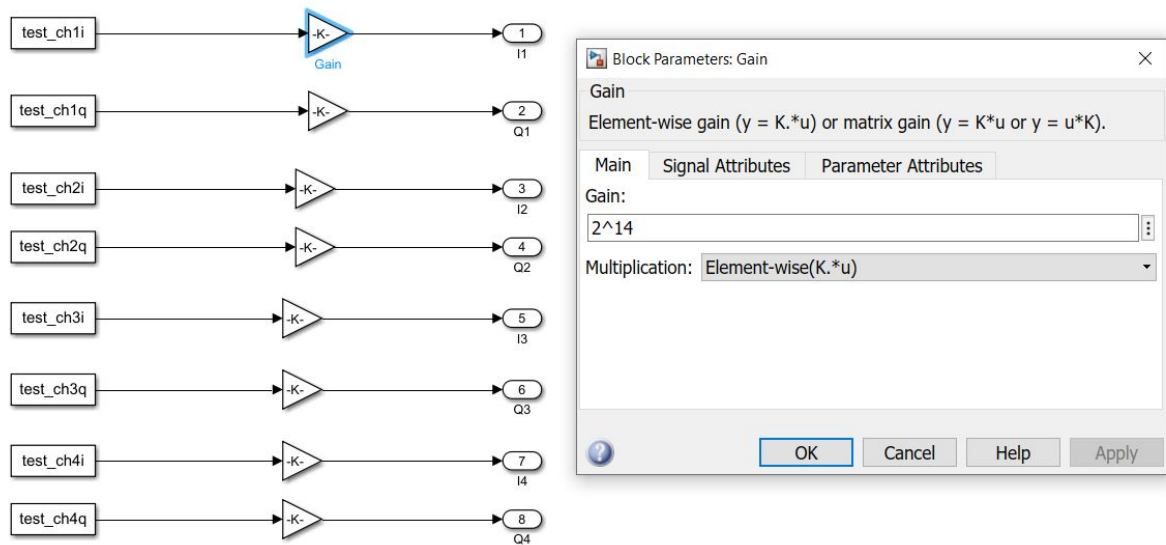 test_ch1i
-K-
1
I1
Gain
test_ch1q
-K-
2
Q1
test_ch2i
-K-
3
I2
test_ch2q
-K-
4
Q2
test_ch3i
-K-
5
I3
test_ch3q
-K-
6
Q3
test_ch4i
-K-
7
I4
test_ch4q
-K-
8
Q4
Block Parameters: Gain
Gain
Element-wise gain (y = K.*u) or matrix gain (y = K*u or y = u*K).
Main Signal Attributes Parameter Attributes
Gain:
2^14
Multiplication: Element-wise(K.*u)
OK Cancel Help Apply